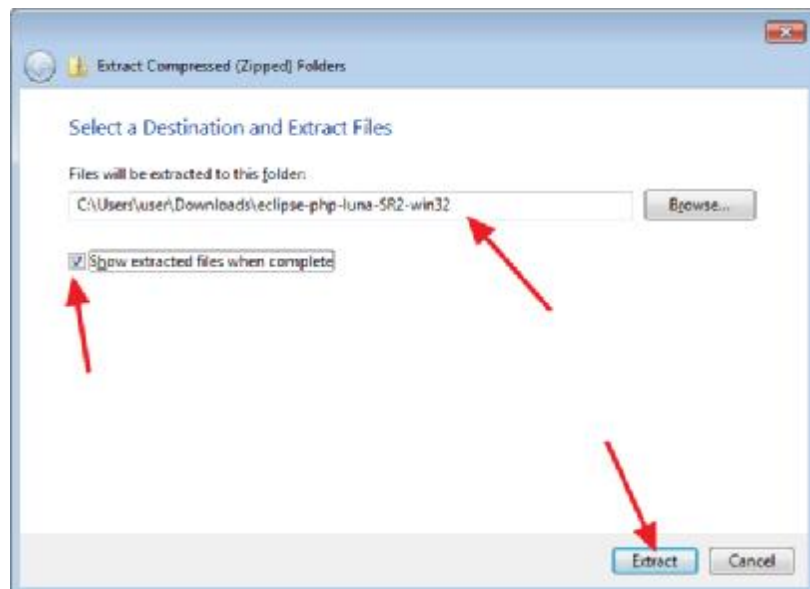 Extract Compressed (Zipped) Folders
Select a Destination and Extract Files
Files will be extracted to this folder:
C:\Users\user\Downloads\eclipse-php-luna-SR2-win32 Browse...
Show extracted files when complete
Extract Cancel